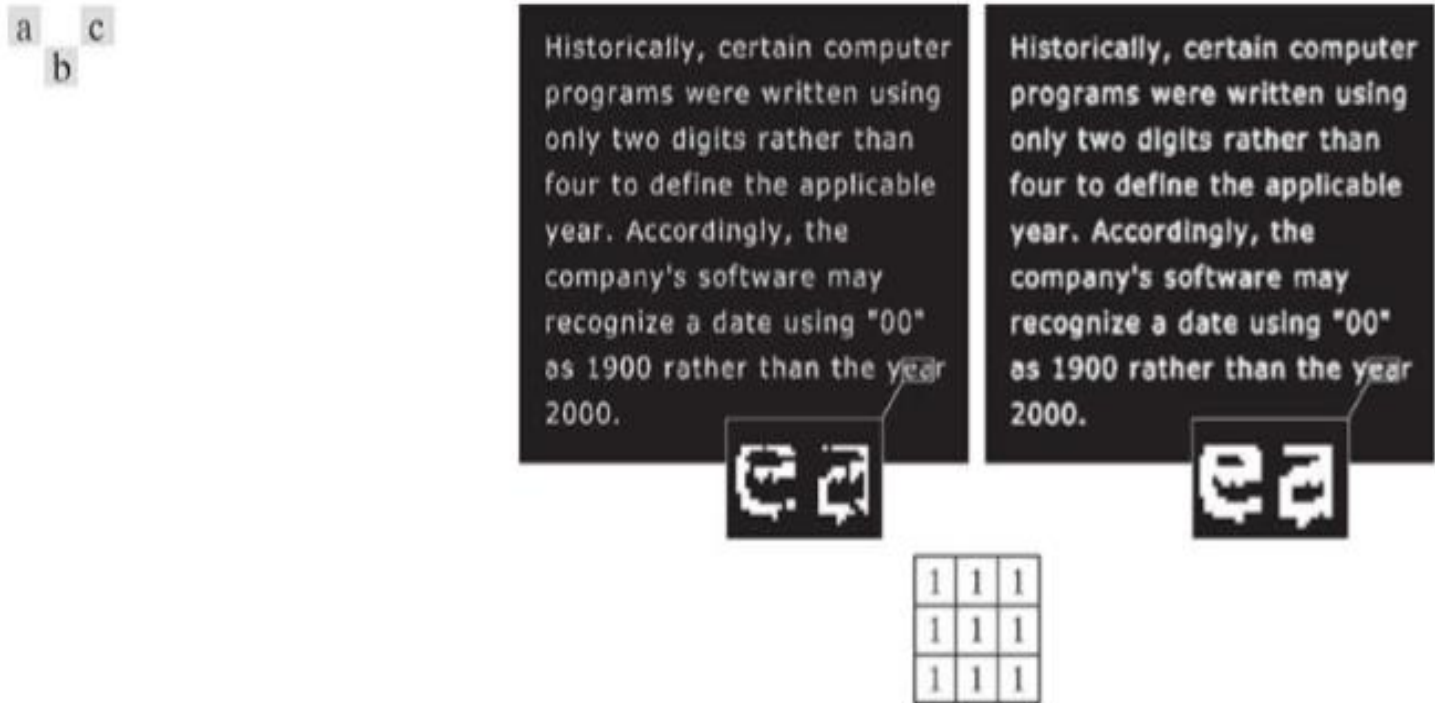 a c
b
Historically, certain computer
programs were written using
only two digits rather than
four to define the applicable
year. Accordingly, the
company's software may
recognize a date using "00"
as 1900 rather than the year
2000.
e a
Historically, certain computer
programs were written using
only two digits rather than
four to define the applicable
year. Accordingly, the
company's software may
recognize a date using "00"
as 1900 rather than the year
2000.
e a
1 1 1
1 1 1
1 1 1